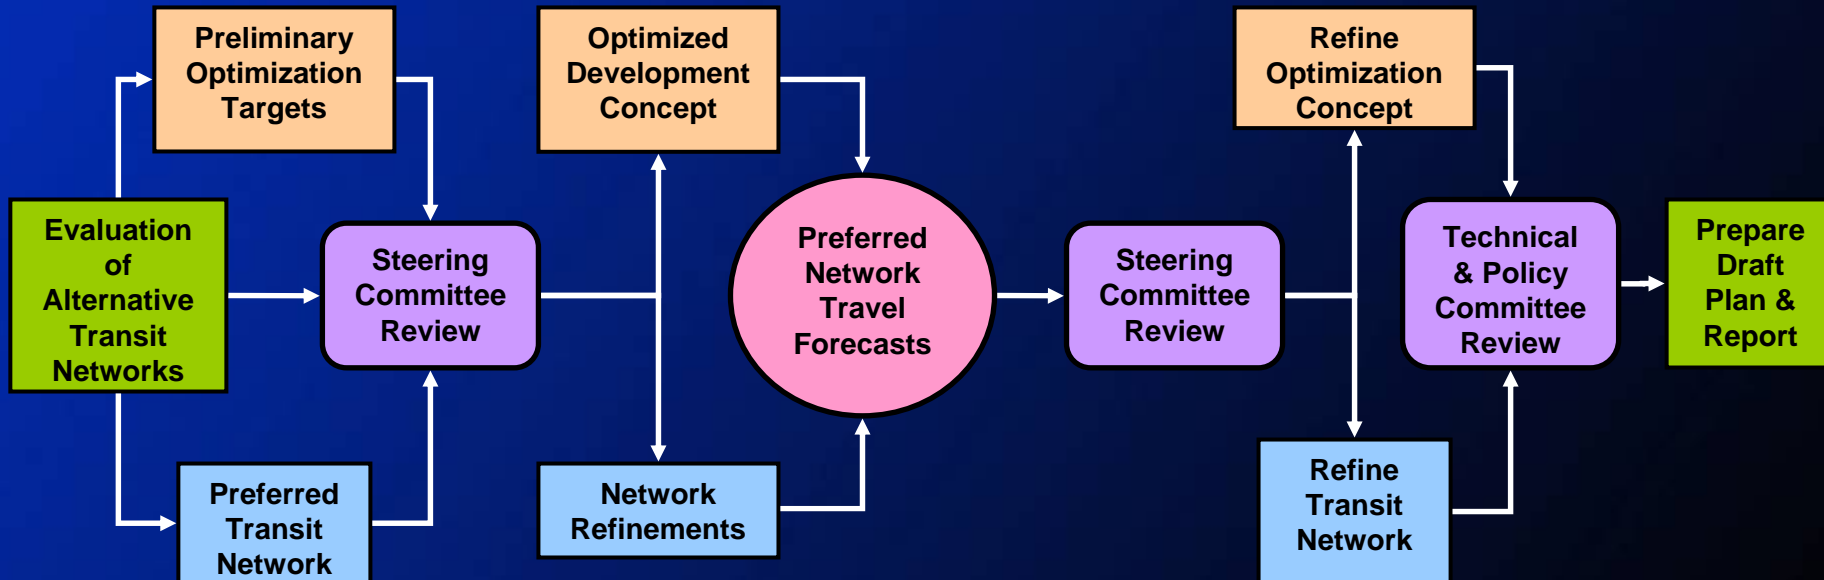 Preliminary
Optimization
Targets
Optimized
Development
Concept
Refine
Optimization
Concept
Evaluation
of
Alternative
Transit
Networks
Steering
Committee
Review
Preferred
Network
Travel
Forecasts
Steering
Committee
Review
Technical
& Policy
Committee
Review
Prepare
Draft
Plan &
Report
Preferred
Transit
Network
Network
Refinements
Refine
Transit
Network